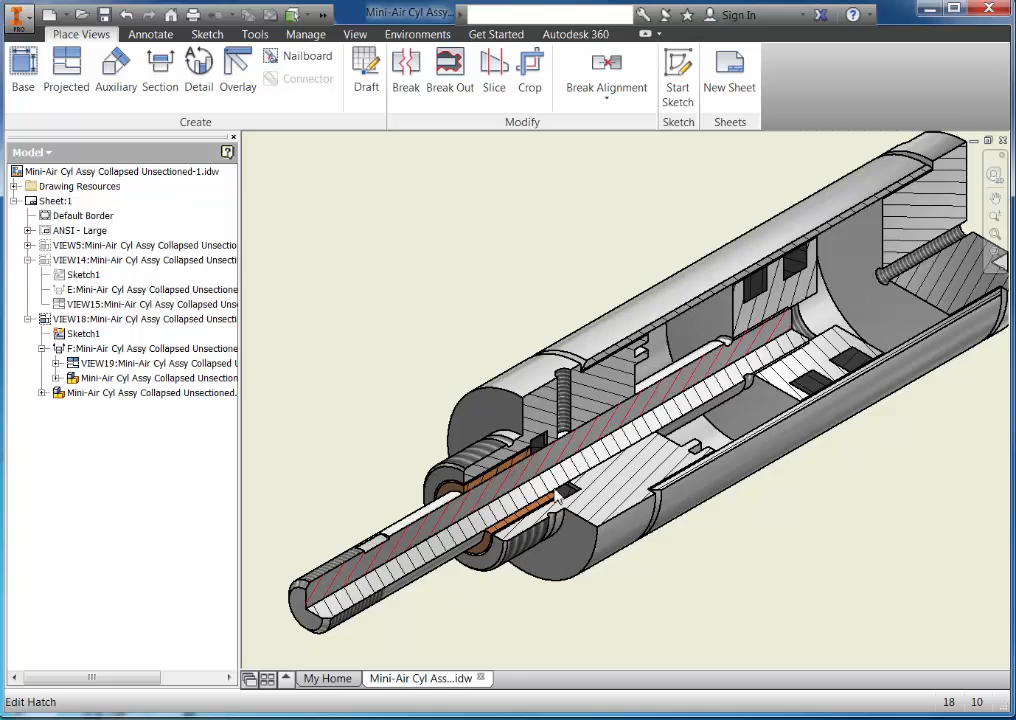 PRO
Mini-Air Cyl Assy...
Sign In
Place Views Annotate Sketch Tools Manage View Environments Get Started Autodesk 360
Base Projected Auxiliary Section Detail Overlay
Nailboard
Connector
Draft
Break Break Out Slice Crop
Break Alignment
Start Sketch
New Sheet
Create Modify Sketch Sheets
Model
Mini-Air Cyl Assy Collapsed Unsectioned-1.idw
Drawing Resources
Sheet:1
Default Border
ANSI - Large
VIEW5:Mini-Air Cyl Assy Collapsed Unsectio
VIEW14:Mini-Air Cyl Assy Collapsed Unsecti
Sketch1
E:Mini-Air Cyl Assy Collapsed Unsectione
VIEW15:Mini-Air Cyl Assy Collapsed Uns
VIEW18:Mini-Air Cyl Assy Collapsed Unsecti
Sketch1
F:Mini-Air Cyl Assy Collapsed Unsectione
VIEW19:Mini-Air Cyl Assy Collapsed U
Mini-Air Cyl Assy Collapsed Unsection
Mini-Air Cyl Assy Collapsed Unsectioned.
My Home
Mini-Air Cyl Ass...idw
Edit Hatch
18 10